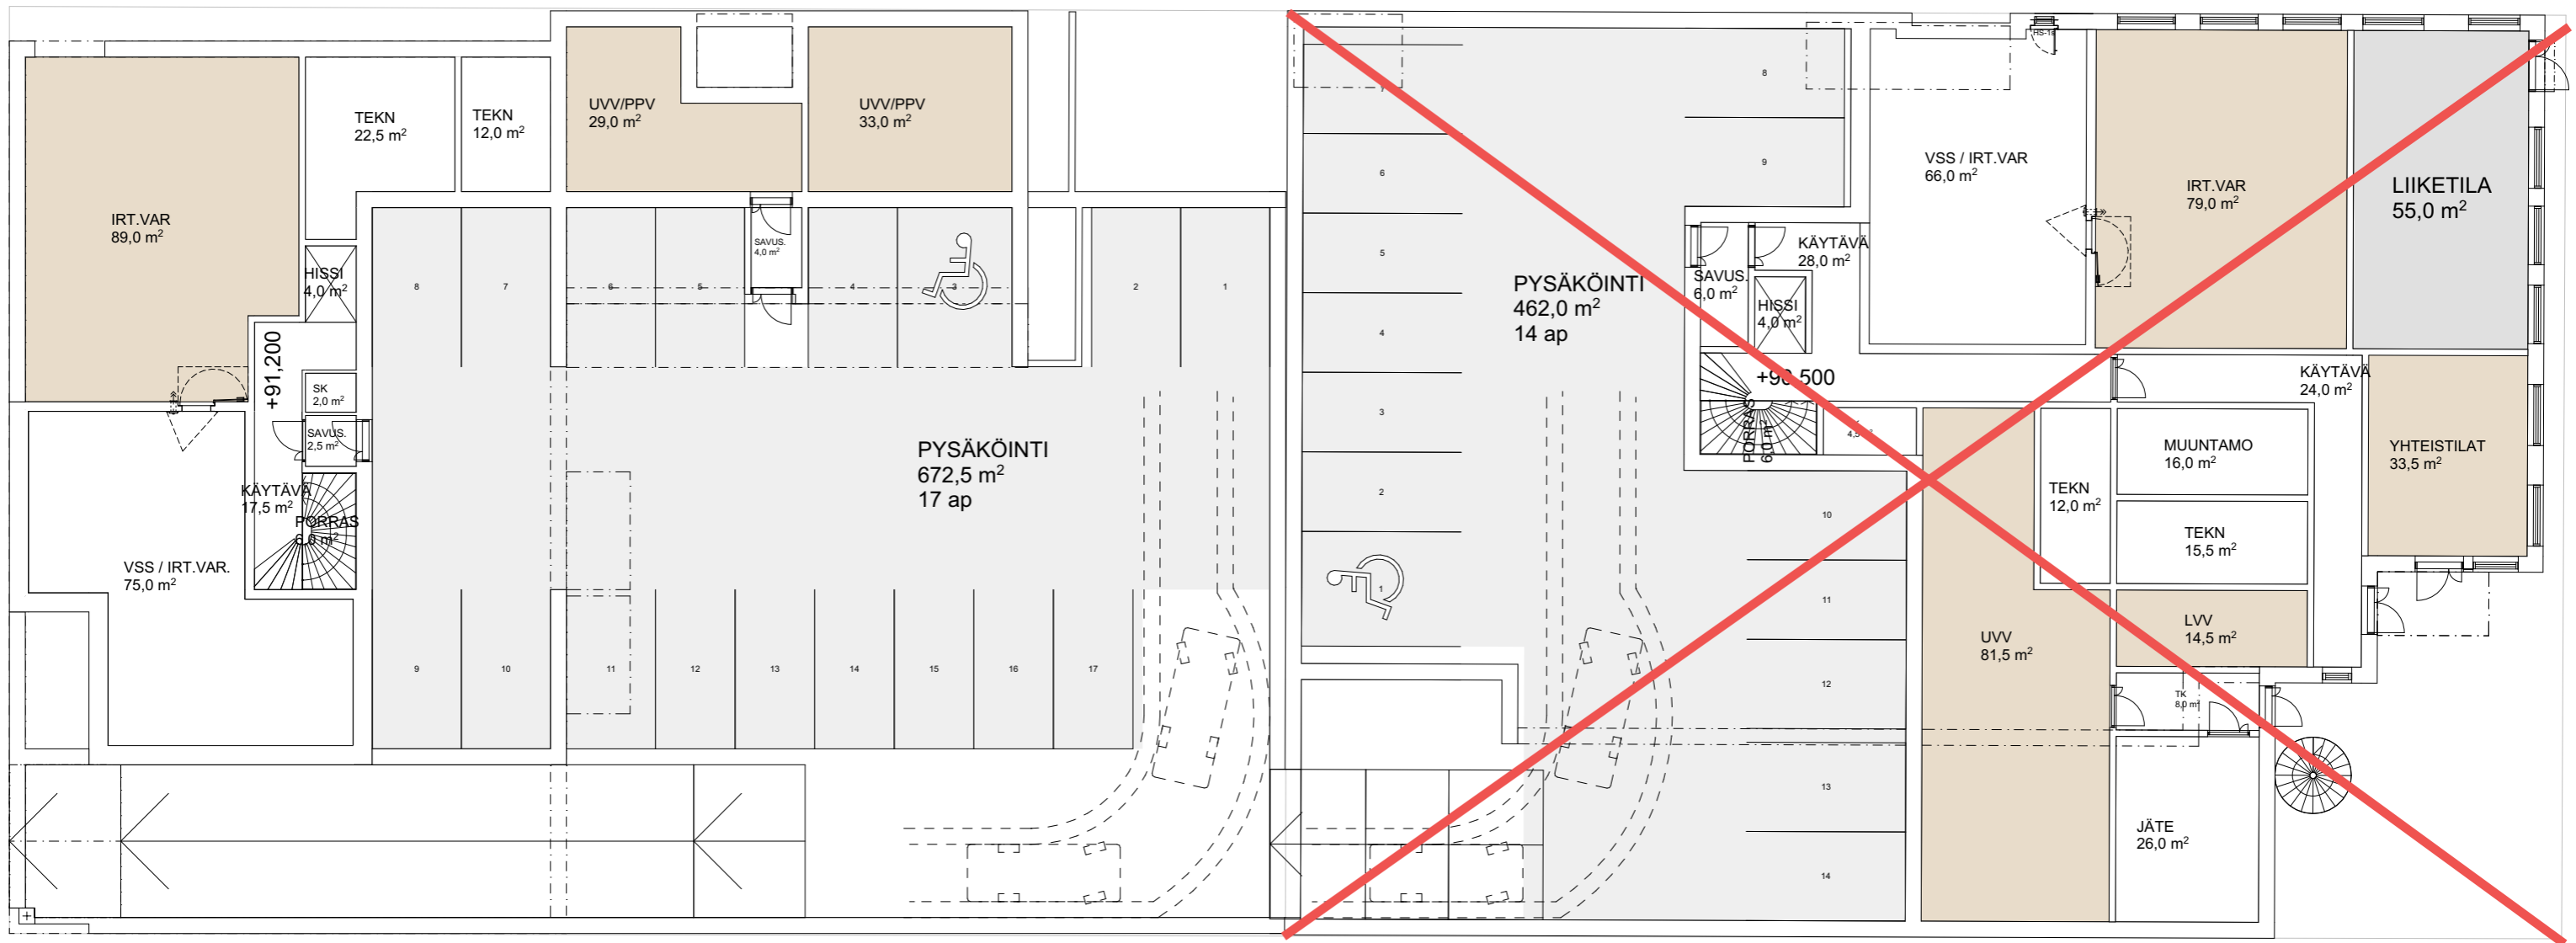 IRT.VAR
89,0 m²
TEKN
22,5 m²
TEKN
12,0 m²
UVV/PPV
29,0 m²
UVV/PPV
33,0 m²
HISSI
4,0 m²
+91,200
SK
2,0 m²
SAVUS.
2,5 m²
KÄYTÄVÄ
17,5 m²
PORRAS
6,0 m²
VSS / IRT.VAR.
75,0 m²
SAVUS.
4,0 m²
8
7
6
5
4
3
2
1
PYSÄKÖINTI
672,5 m²
17 ap
9
10
11
12
13
14
15
16
17
6
5
4
3
2
1
PYSÄKÖINTI
462,0 m²
14 ap
8
9
10
11
12
13
14
SAVUS.
6,0 m²
KÄYTÄVÄ
28,0 m²
HISSI
4,0 m²
+90,500
PORRAS
6,0 m²
HS-1
VSS / IRT.VAR
66,0 m²
IRT.VAR
79,0 m²
LIIKETILA
55,0 m²
KÄYTÄVÄ
24,0 m²
YHTEISTILAT
33,5 m²
MUUNTAMO
16,0 m²
TEKN
12,0 m²
TEKN
15,5 m²
LVV
14,5 m²
UVV
81,5 m²
TK
8,0 m²
JÄTE
26,0 m²